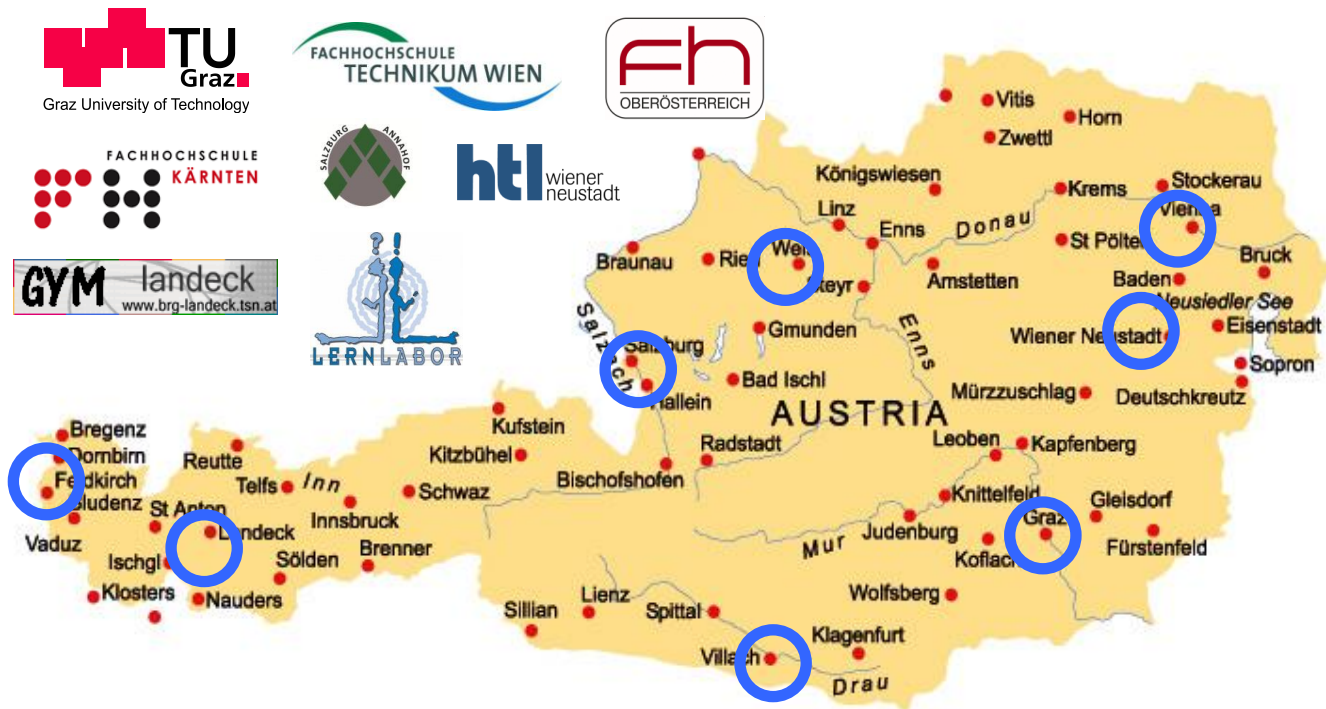 TU
Graz
Graz University of Technology
FACHHOCHSCHULE
TECHNIKUM WIEN
fh
OBERÖSTERREICH
FACHHOCHSCHULE
KÄRNTEN
FH
SALZBURG ANNAHOF
htl wiener
neustadt
GYM landeck
www.brg-landeck.tsn.at
LERNLABOR
Vitis
Horn
Zwettl
Königswiesen
Krems
Stockerau
Linz
Donau
Vienna
Enns
St Pölten
Braunau
Ried
Wels
Bruck
Steyr
Amstetten
Baden
Neusiedler See
Salzach
Gmunden
Enns
Wiener Neustadt
Eisenstadt
Salzburg
Sopron
Bad Ischl
Hallein
Mürzzuschlag
Deutschkreutz
AUSTRIA
Kufstein
Bregenz
Dornbirn
Reutte
Kitzbühel
Radstadt
Leoben
Kapfenberg
Feldkirch
Telfs
Inn
Schwaz
Bischofshofen
Bludenz
St Anton
Innsbruck
Knittelfeld
Gleisdorf
Vaduz
Landeck
Judenburg
Graz
Mur
Fürstenfeld
Ischgl
Sölden
Brenner
Koflach
Klosters
Nauders
Lienz
Wolfsberg
Sillian
Spittal
Klagenfurt
Villach
Drau